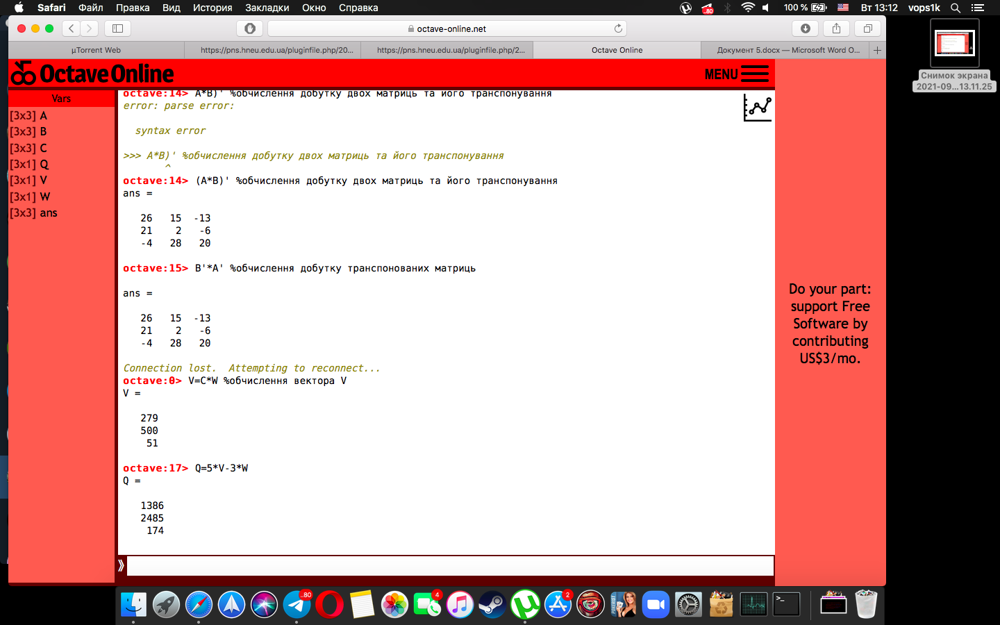 Safari Файл Правка Вид История Закладки Окно Справка 100 % Вт 13:12 vops1k
octave-online.net
µTorrent Web https://pns.hneu.edu.ua/pluginfile.php/20... https://pns.hneu.edu.ua/pluginfile.php/2... Octave Online Документ 5.docx — Microsoft Word O...
Снимок экрана
2021-09...13.11.25
Octave Online MENU
Vars
[3x3] A
[3x3] B
[3x3] C
[3x1] Q
[3x1] V
[3x1] W
[3x3] ans
octave:14> A*B)' %обчислення добутку двох матриць та його транспонування
error: parse error:
syntax error
>>> A*B)' %обчислення добутку двох матриць та його транспонування
^
octave:14> (A*B)' %обчислення добутку двох матриць та його транспонування
ans =
26 15 -13
21 2 -6
-4 28 20
octave:15> B'*A' %обчислення добутку транспонованих матриць
ans =
26 15 -13
21 2 -6
-4 28 20
Connection lost. Attempting to reconnect...
octave:0> V=C*W %обчислення вектора V
V =
279
500
51
octave:17> Q=5*V-3*W
Q =
1386
2485
174
Do your part:
support Free
Software by
contributing
US$3/mo.